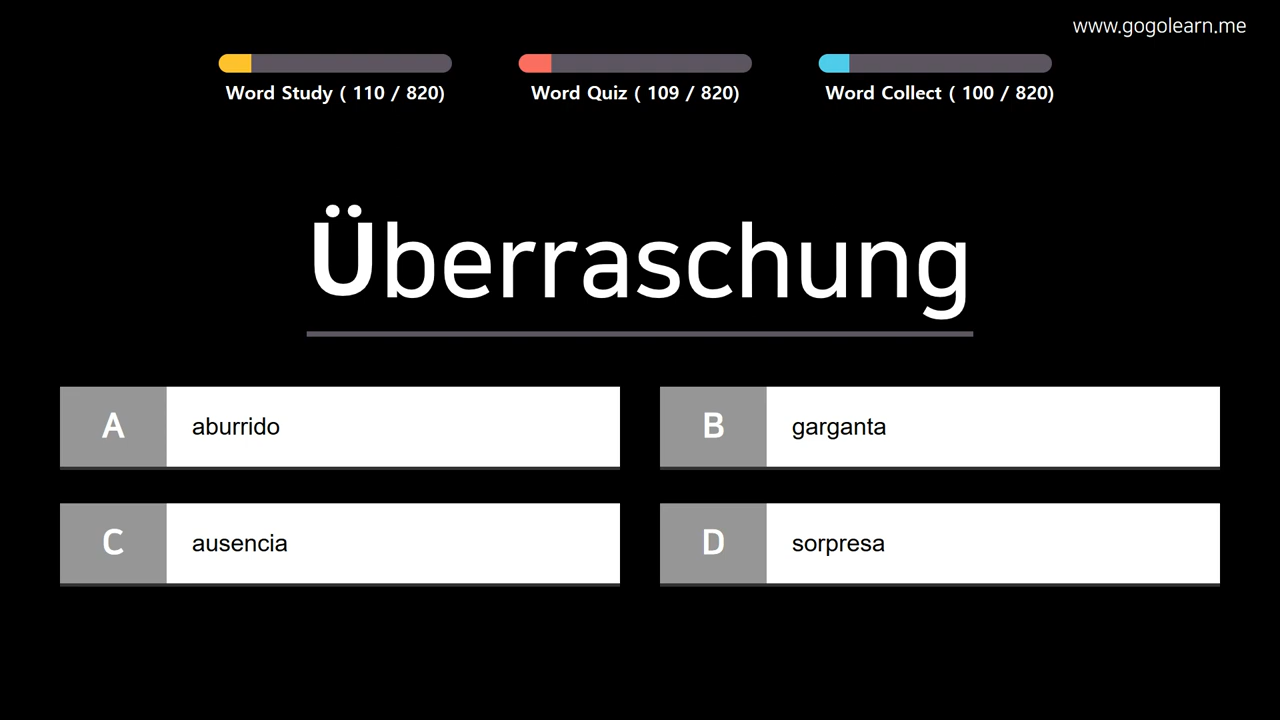 www.gogolearn.me
Word Study ( 110 / 820)
Word Quiz ( 109 / 820)
Word Collect ( 100 / 820)
Überraschung
A aburrido
B garganta
C ausencia
D sorpresa